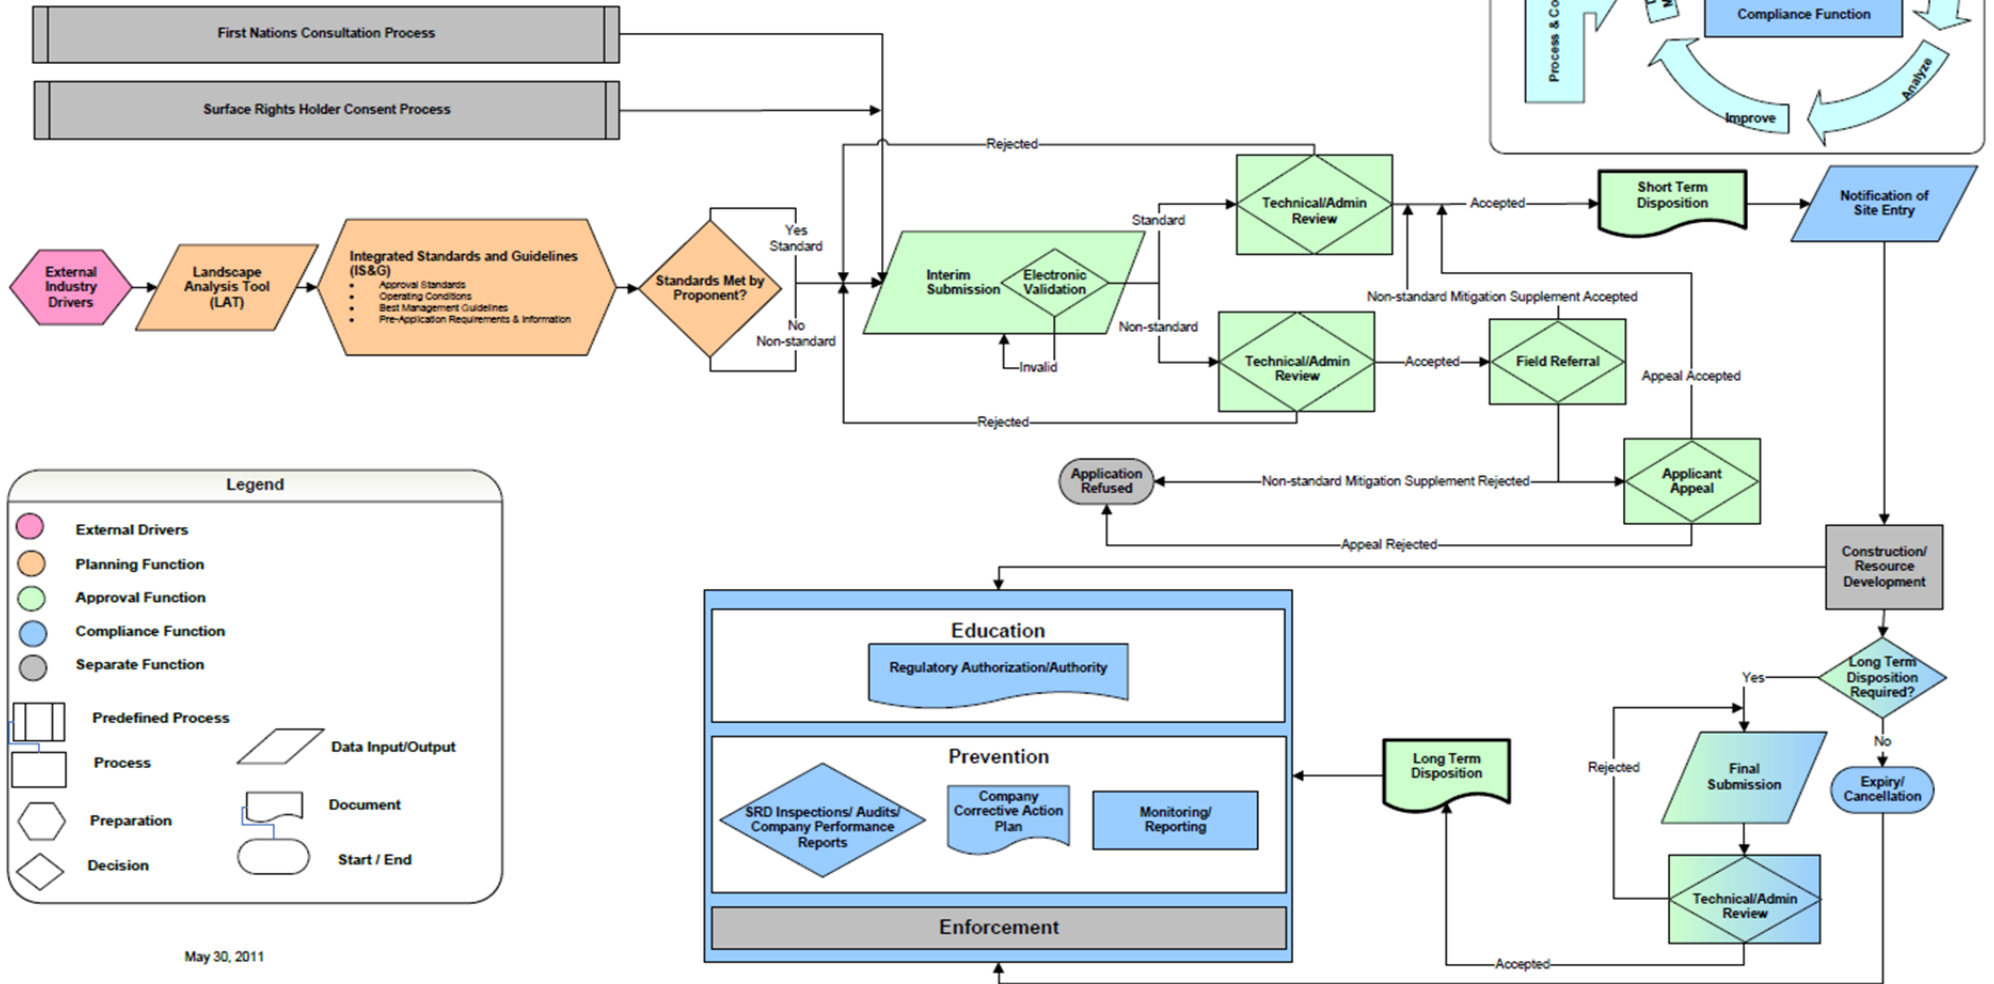 First Nations Consultation Process
Surface Rights Holder Consent Process
Process & Co
Compliance Function
Analyze
Improve
Rejected
External
Industry
Drivers
Landscape
Analysis Tool
(LAT)
Integrated Standards and Guidelines
(IS&G)
• Approval Standards
• Operating Conditions
• Best Management Guidelines
• Pre-Application Requirements & Information
Standards Met by
Proponent?
Yes
Standard
No
Non-standard
Interim
Submission
Electronic
Validation
Invalid
Standard
Non-standard
Technical/Admin
Review
Accepted
Short Term
Disposition
Notification of
Site Entry
Non-standard Mitigation Supplement Accepted
Technical/Admin
Review
Accepted
Field Referral
Appeal Accepted
Rejected
Application
Refused
Non-standard Mitigation Supplement Rejected
Applicant
Appeal
Appeal Rejected
Construction/
Resource
Development
Legend
External Drivers
Planning Function
Approval Function
Compliance Function
Separate Function
Predefined Process
Process
Preparation
Decision
Data Input/Output
Document
Start / End
May 30, 2011
Education
Regulatory Authorization/Authority
Prevention
SRD Inspections/ Audits/
Company Performance
Reports
Company
Corrective Action
Plan
Monitoring/
Reporting
Enforcement
Long Term
Disposition
Long Term
Disposition
Required?
Yes
No
Rejected
Final
Submission
Expiry/
Cancellation
Technical/Admin
Review
Accepted